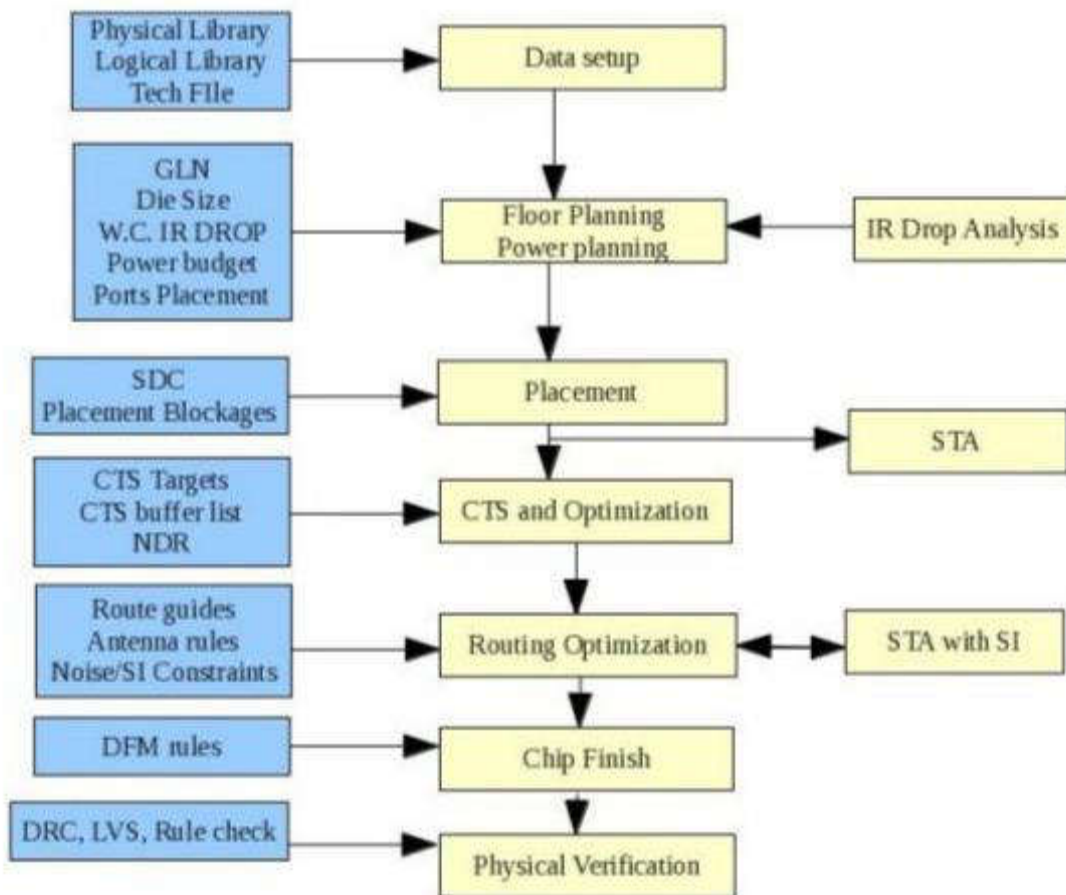 Physical Library
Logical Library
Tech FIle
Data setup
GLN
Die Size
W.C. IR DROP
Power budget
Ports Placement
Floor Planning
Power planning
IR Drop Analysis
SDC
Placement Blockages
Placement
STA
CTS Targets
CTS buffer list
NDR
CTS and Optimization
Route guides
Antenna rules
Noise/SI Constraints
Routing Optimization
STA with SI
DFM rules
Chip Finish
DRC, LVS, Rule check
Physical Verification